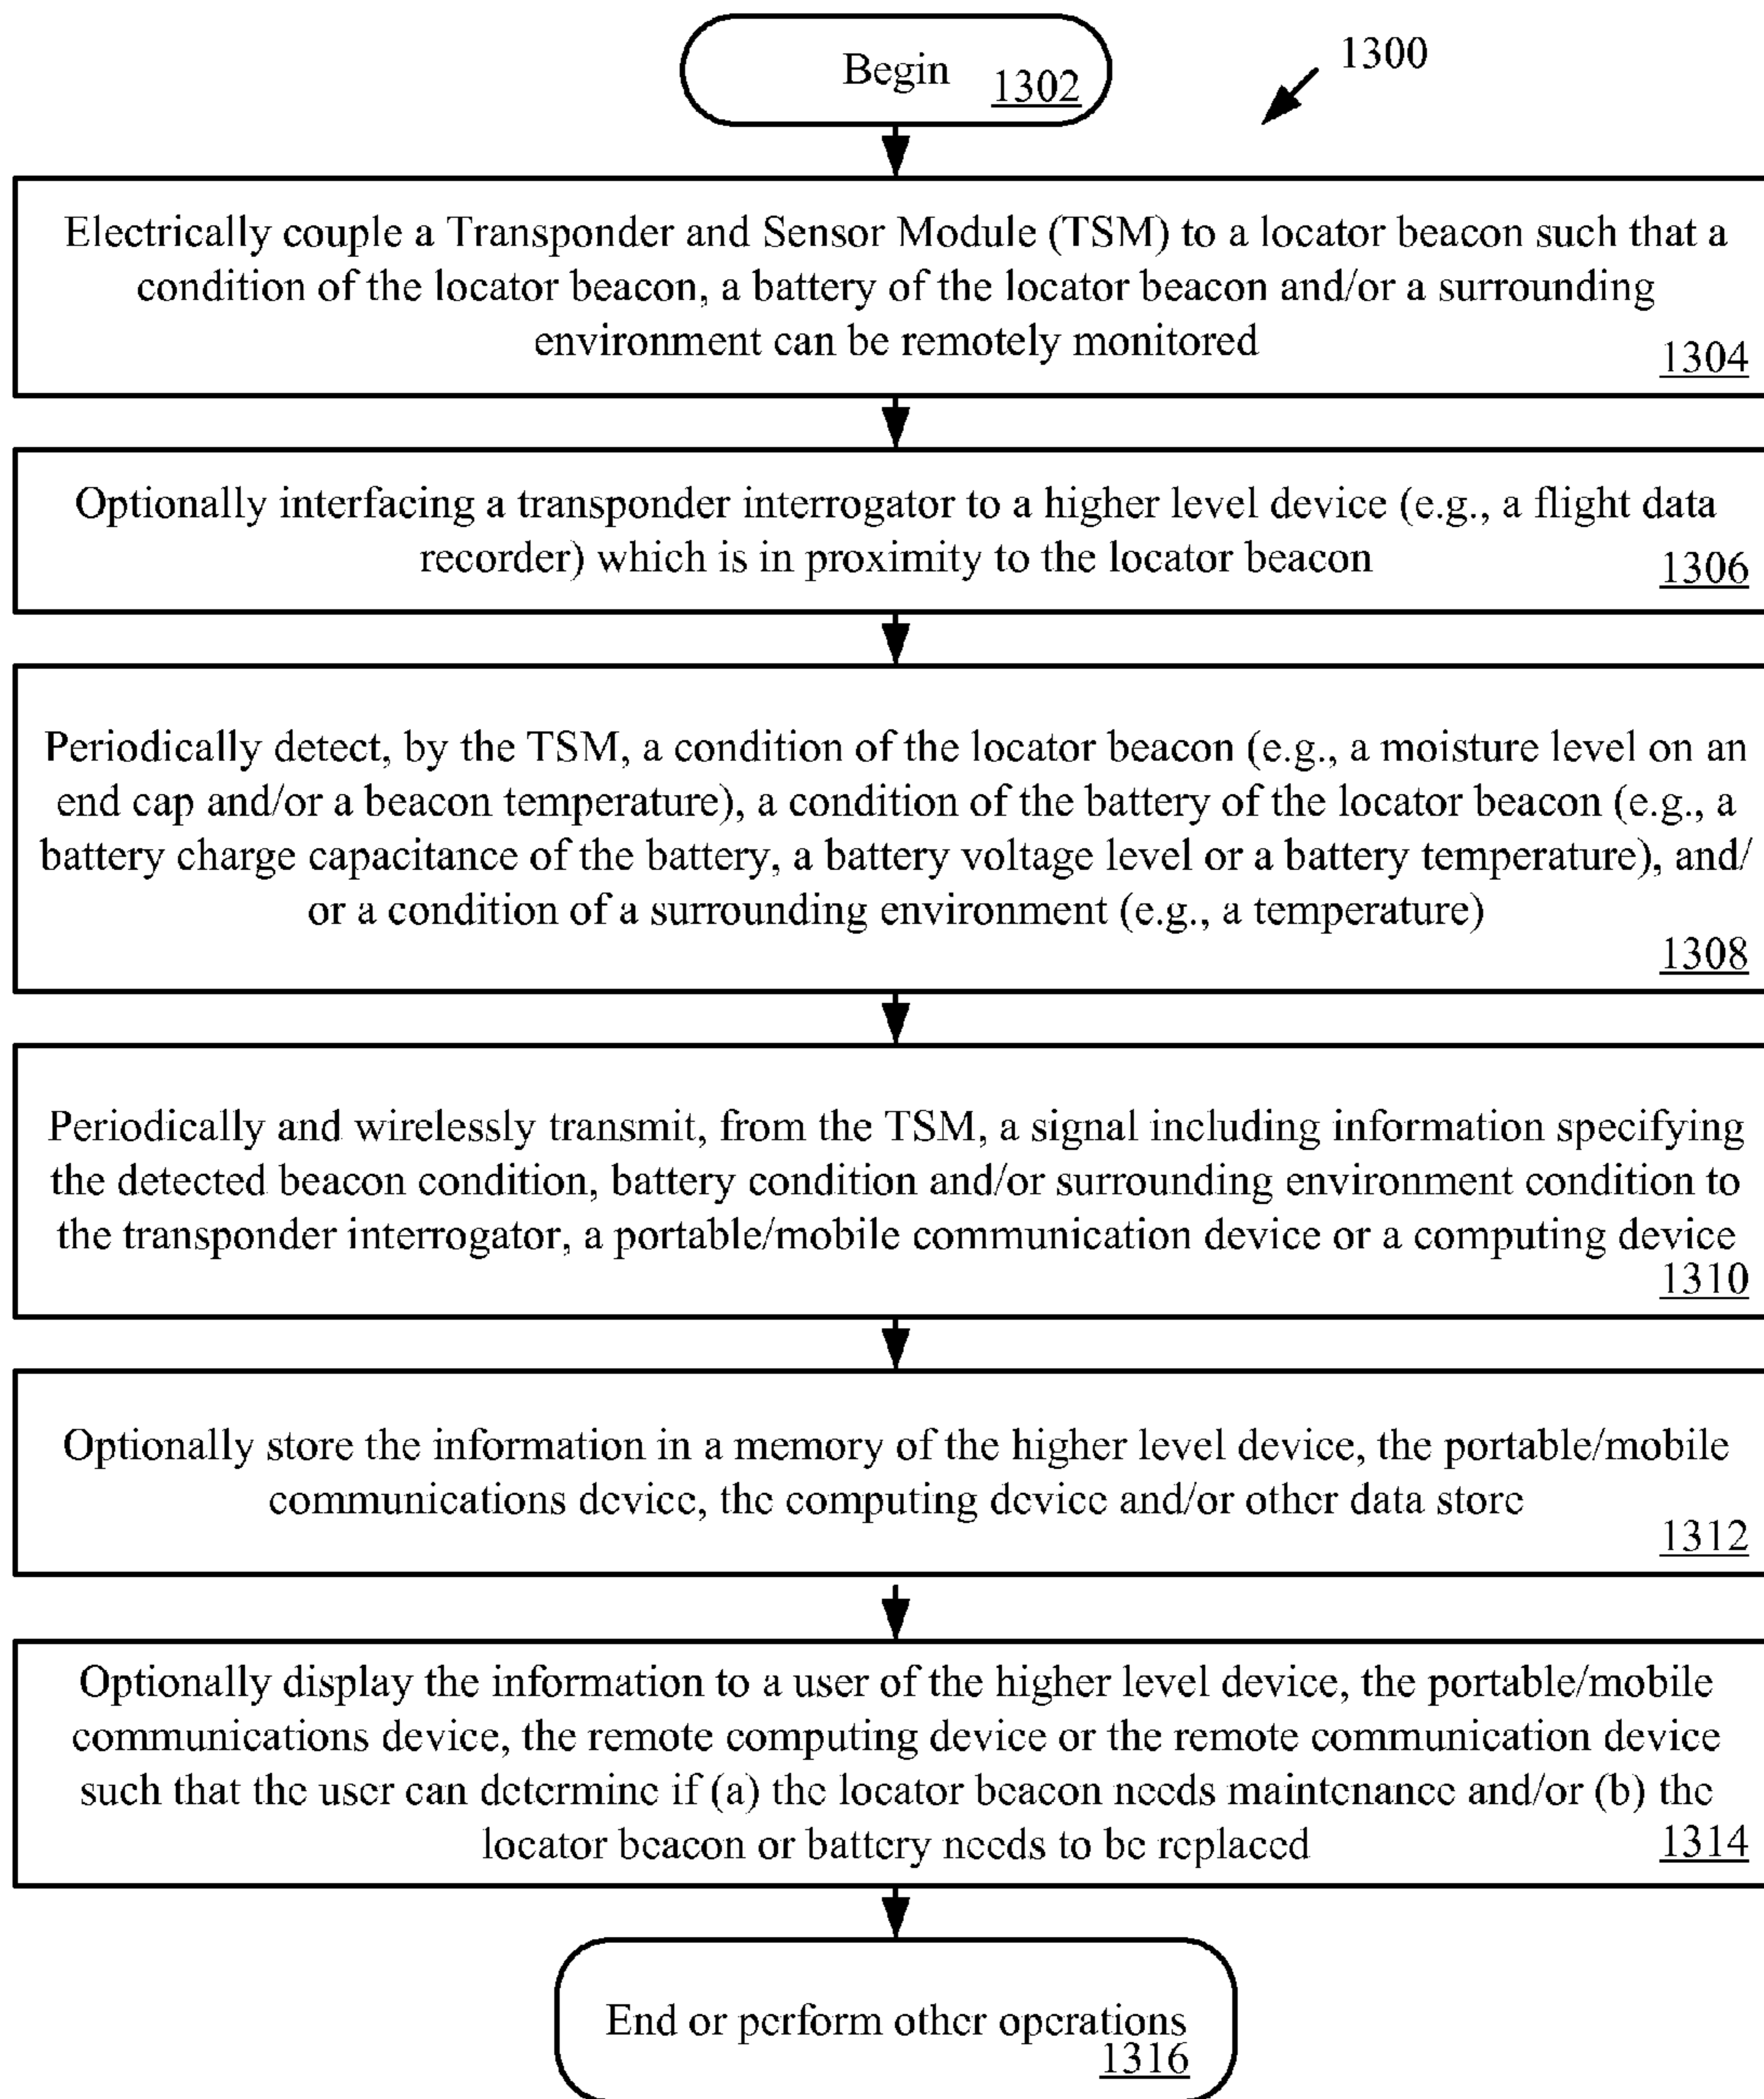 Begin 1302
1300
Electrically couple a Transponder and Sensor Module (TSM) to a locator beacon such that a
condition of the locator beacon, a battery of the locator beacon and/or a surrounding
environment can be remotely monitored
1304
Optionally interfacing a transponder interrogator to a higher level device (e.g., a flight data
recorder) which is in proximity to the locator beacon
1306
Periodically detect, by the TSM, a condition of the locator beacon (e.g., a moisture level on an
end cap and/or a beacon temperature), a condition of the battery of the locator beacon (e.g., a
battery charge capacitance of the battery, a battery voltage level or a battery temperature), and/
or a condition of a surrounding environment (e.g., a temperature)
1308
Periodically and wirelessly transmit, from the TSM, a signal including information specifying
the detected beacon condition, battery condition and/or surrounding environment condition to
the transponder interrogator, a portable/mobile communication device or a computing device
1310
Optionally store the information in a memory of the higher level device, the portable/mobile
communications device, the computing device and/or other data store
1312
Optionally display the information to a user of the higher level device, the portable/mobile
communications device, the remote computing device or the remote communication device
such that the user can determine if (a) the locator beacon needs maintenance and/or (b) the
locator beacon or battery needs to be replaced
1314
End or perform other operations
1316